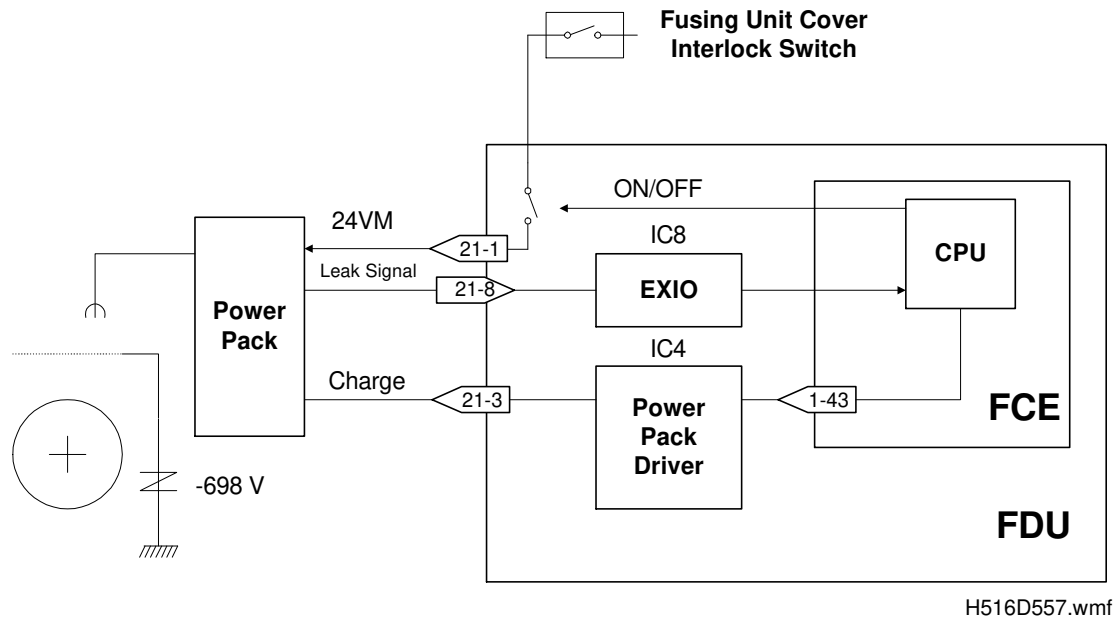 Fusing Unit Cover
Interlock Switch
ON/OFF
24VM
21-1
IC8
CPU
Leak Signal
21-8
EXIO
Power
Pack
IC4
Charge
21-3
Power
Pack
Driver
1-43
FCE
-698 V
FDU
H516D557.wmf